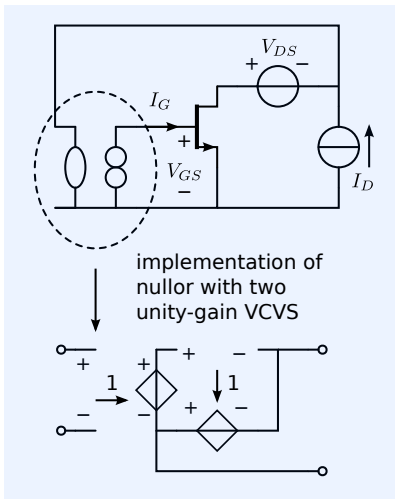 V_DS
+ −
I_G
+
V_GS
−
I_D
implementation of
nullor with two
unity-gain VCVS
+ + + −
1 1
− − + −